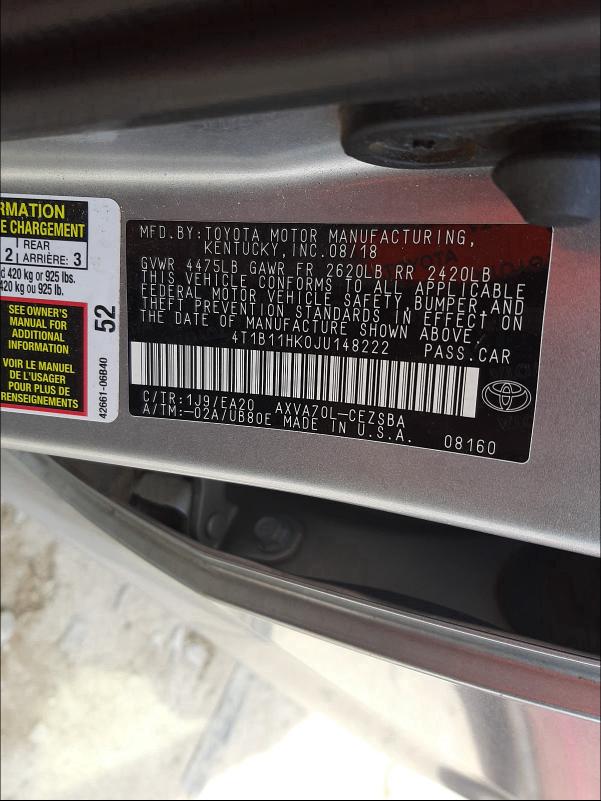 RMATION
E CHARGEMENT
2 REAR ARRIÈRE: 3
d 420 kg or 925 lbs.
420 kg ou 925 lb.
SEE OWNER'S
MANUAL FOR
ADDITIONAL
INFORMATION
VOIR LE MANUEL
DE L'USAGER
POUR PLUS DE
RENSEIGNEMENTS
52
42661-06B40
MFD.BY:TOYOTA MOTOR MANUFACTURING,
KENTUCKY, INC.08/18
GVWR 4475LB GAWR FR 2620LB RR 2420LB
THIS VEHICLE CONFORMS TO ALL APPLICABLE
FEDERAL MOTOR VEHICLE SAFETY, BUMPER, AND
THEFT PREVENTION STANDARDS IN EFFECT ON
THE DATE OF MANUFACTURE SHOWN ABOVE.
4T1B11HK0JU148222 PASS.CAR
C/TR:1J9/EA20 AXVA70L-CEZSBA
A/TM:-02A/UB80E MADE IN U.S.A.
08160